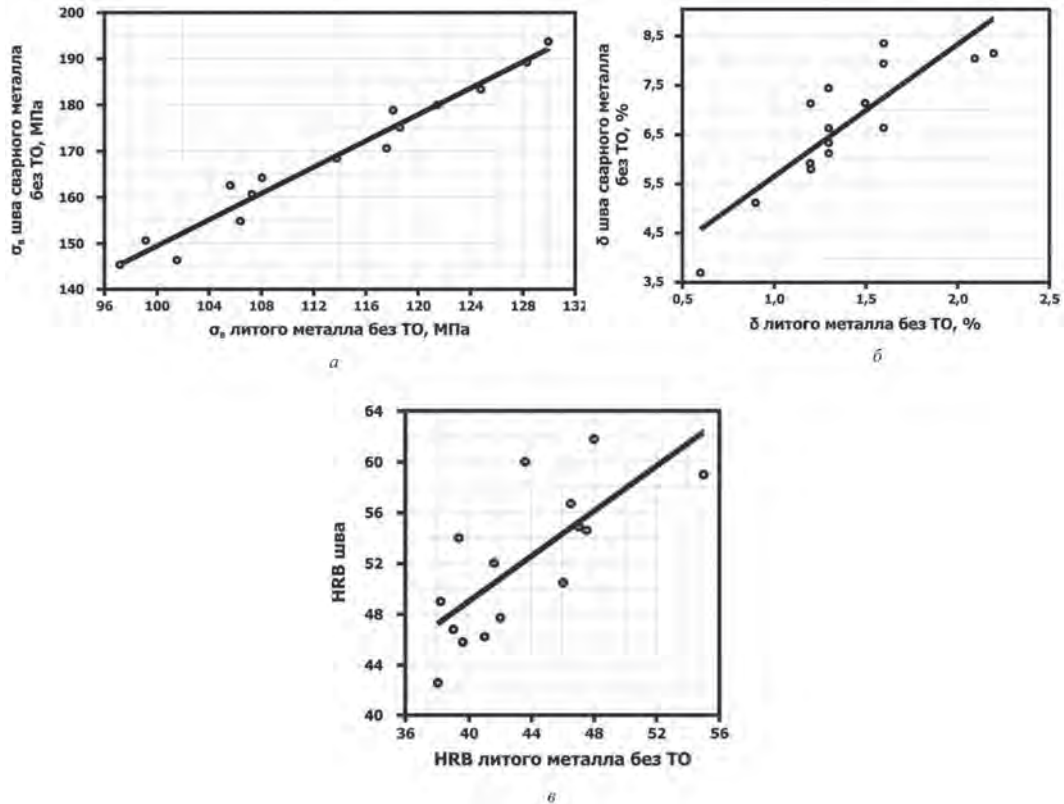 200
190
180
170
160
150
140
σв шва сварного металла
без ТО, МПа
96 100 104 108 112 116 120 124 128 132
σв литого металла без ТО, МПа
а
8,5
7,5
6,5
5,5
4,5
3,5
δ шва сварного металла
без ТО, %
0,5 1,0 1,5 2,0 2,5
δ литого металла без ТО, %
б
64
60
56
52
48
44
40
HRB шва
36 40 44 48 52 56
HRB литого металла без ТО
в